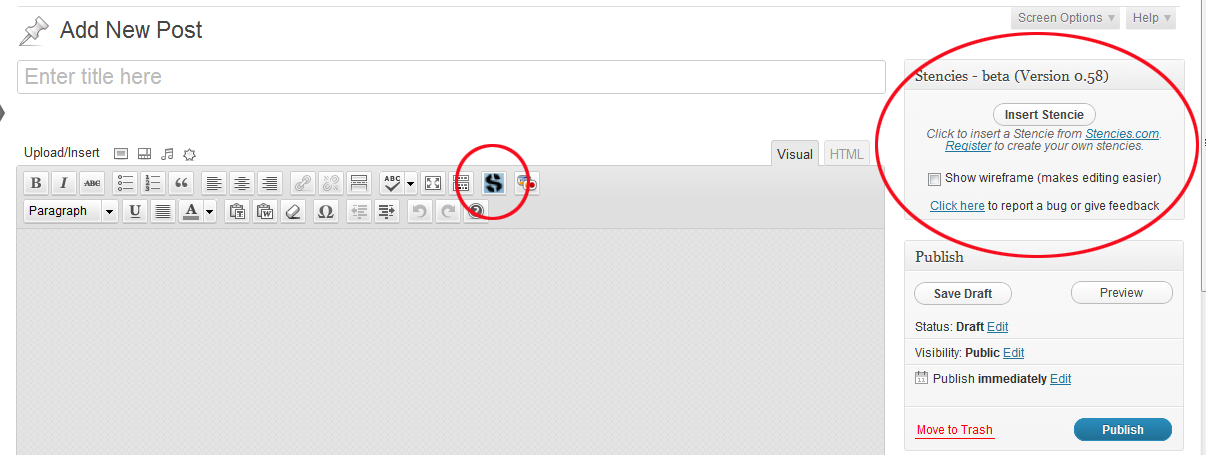 Screen Options Help
Add New Post
Enter title here
Stencies - beta (Version 0.58)
Insert Stencie
Click to insert a Stencie from Stencies.com.
Register to create your own stencies.
Show wireframe (makes editing easier)
Click here to report a bug or give feedback
Upload/Insert
Visual HTML
B I ABC ABC S
Paragraph U A T W Ω ?
Publish
Save Draft Preview
Status: Draft Edit
Visibility: Public Edit
Publish immediately Edit
Move to Trash Publish